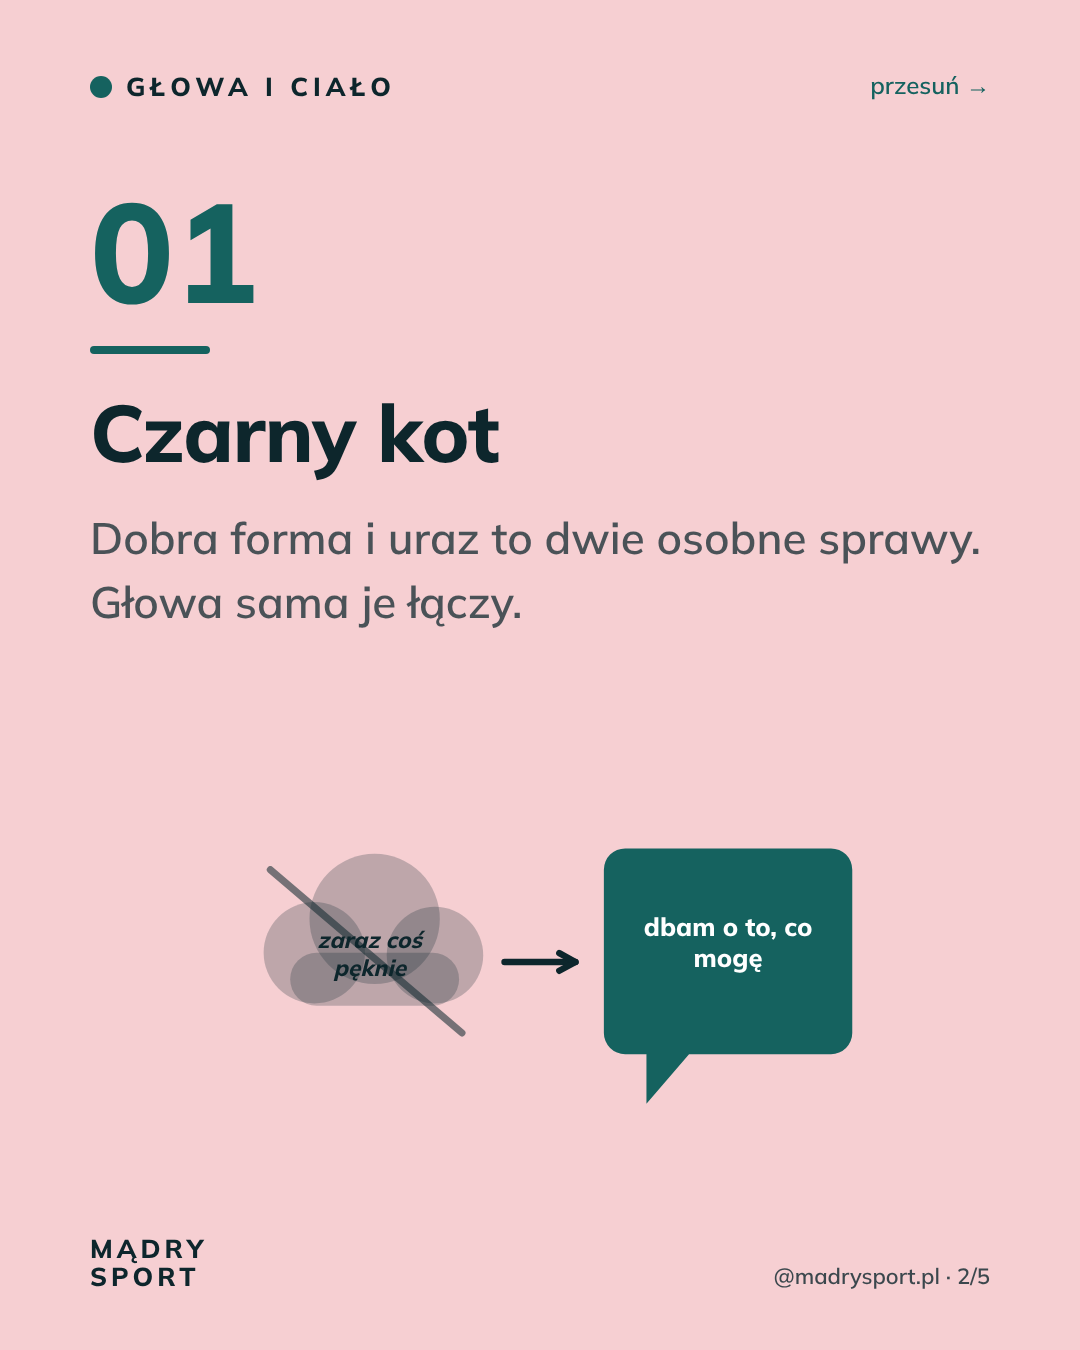 GŁOWA I CIAŁO
przesuń →
01
Czarny kot
Dobra forma i uraz to dwie osobne sprawy.
Głowa sama je łączy.
zaraz coś
pęknie
dbam o to, co
mogę
MĄDRY
SPORT
@madrysport.pl · 2/5